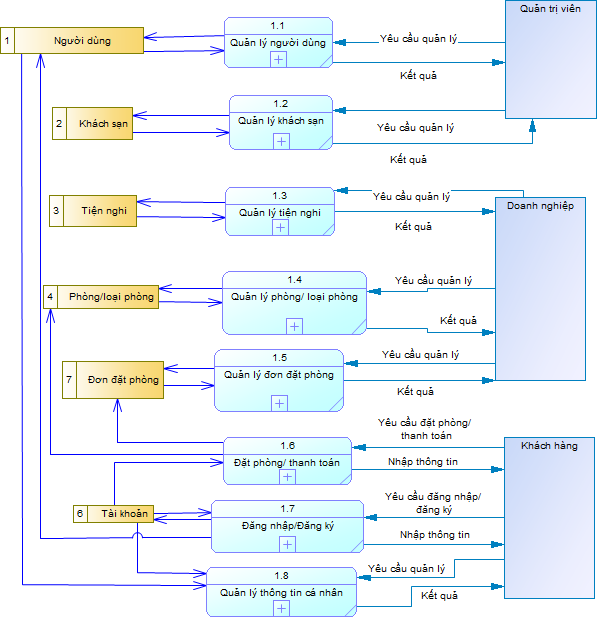 Quản trị viên
1.1
1 Người dùng
Quản lý người dùng
Yêu cầu quản lý
Kết quả
1.2
2 Khách sạn
Quản lý khách sạn
Yêu cầu quản lý
Kết quả
1.3
3 Tiện nghi
Quản lý tiện nghi
Yêu cầu quản lý
Kết quả
Doanh nghiệp
1.4
4 Phòng/loại phòng
Quản lý phòng/ loại phòng
Yêu cầu quản lý
Kết quả
1.5
7 Đơn đặt phòng
Quản lý đơn đặt phòng
Yêu cầu quản lý
Kết quả
1.6
Đặt phòng/ thanh toán
Yêu cầu đặt phòng/
thanh toán
Nhập thông tin
Khách hàng
1.7
6 Tài khoản
Đăng nhập/Đăng ký
Yêu cầu đăng nhập/
đăng ký
Nhập thông tin
1.8
Quản lý thông tin cá nhân
Yêu cầu quản lý
Kết quả